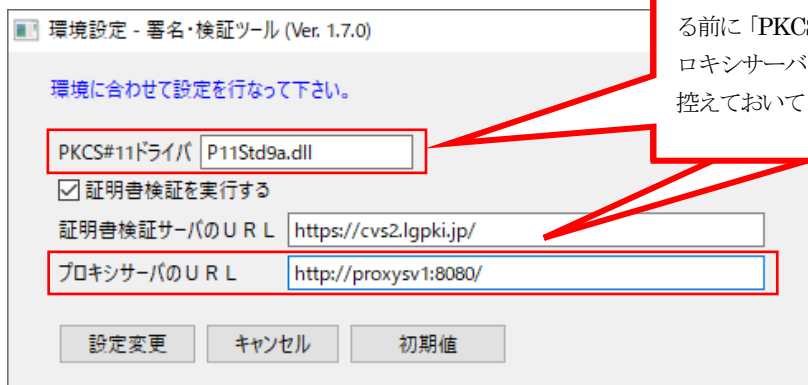 環境設定 - 署名・検証ツール (Ver. 1.7.0)
る前に「PKCS
ロキシサーバ
控えておいて
環境に合わせて設定を行なって下さい。
PKCS#11ドライバ P11Std9a.dll
証明書検証を実行する
証明書検証サーバのＵＲＬ https://cvs2.lgpki.jp/
プロキシサーバのＵＲＬ http://proxysv1:8080/
設定変更 キャンセル 初期値